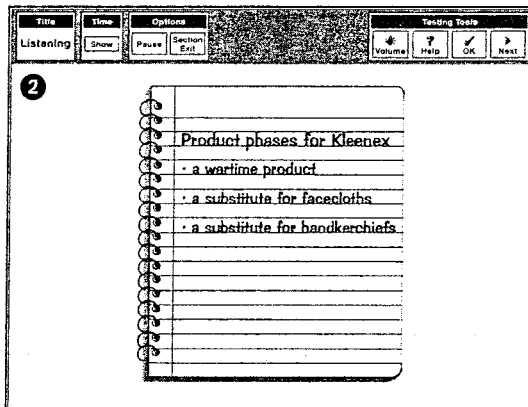 Title
Time
Options
Testing Tools
Listening
Show
Pause
Section Exit
Volume
? Help
✓ OK
> Next
2
Product phases for Kleenex
· a wartime product
· a substitute for facecloths
· a substitute for handkerchiefs